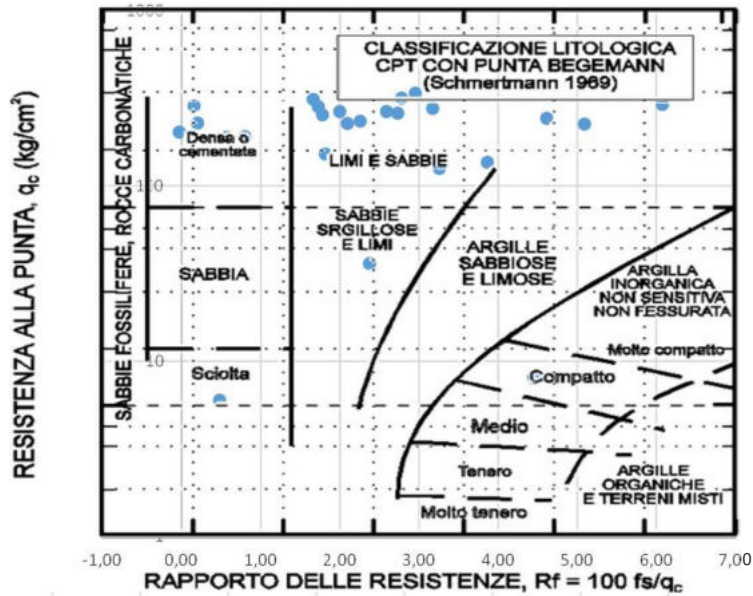 1000
CLASSIFICAZIONE LITOLOGICA
CPT CON PUNTA BEGEMANN
(Schmertmann 1969)
RESISTENZA ALLA PUNTA, qc (kg/cm²)
SABBIE FOSSILIFERE, ROCCE CARBONATICHE
Densa o
cementata
LIMI E SABBIE
100
SABBIE
SRGILLOSE
E LIMI
ARGILLE
SABBIOSE
E LIMOSE
SABBIA
ARGILLA
INORGANICA
NON SENSITIVA
NON FESSURATA
Molto compatto
10
Sciolta
Compatto
Medio
Tenero
ARGILLE
ORGANICHE
E TERRENI MISTI
Molto tenero
1
-1,00 0,00 1,00 2,00 3,00 4,00 5,00 6,00 7,00
RAPPORTO DELLE RESISTENZE, Rf = 100 fs/qc